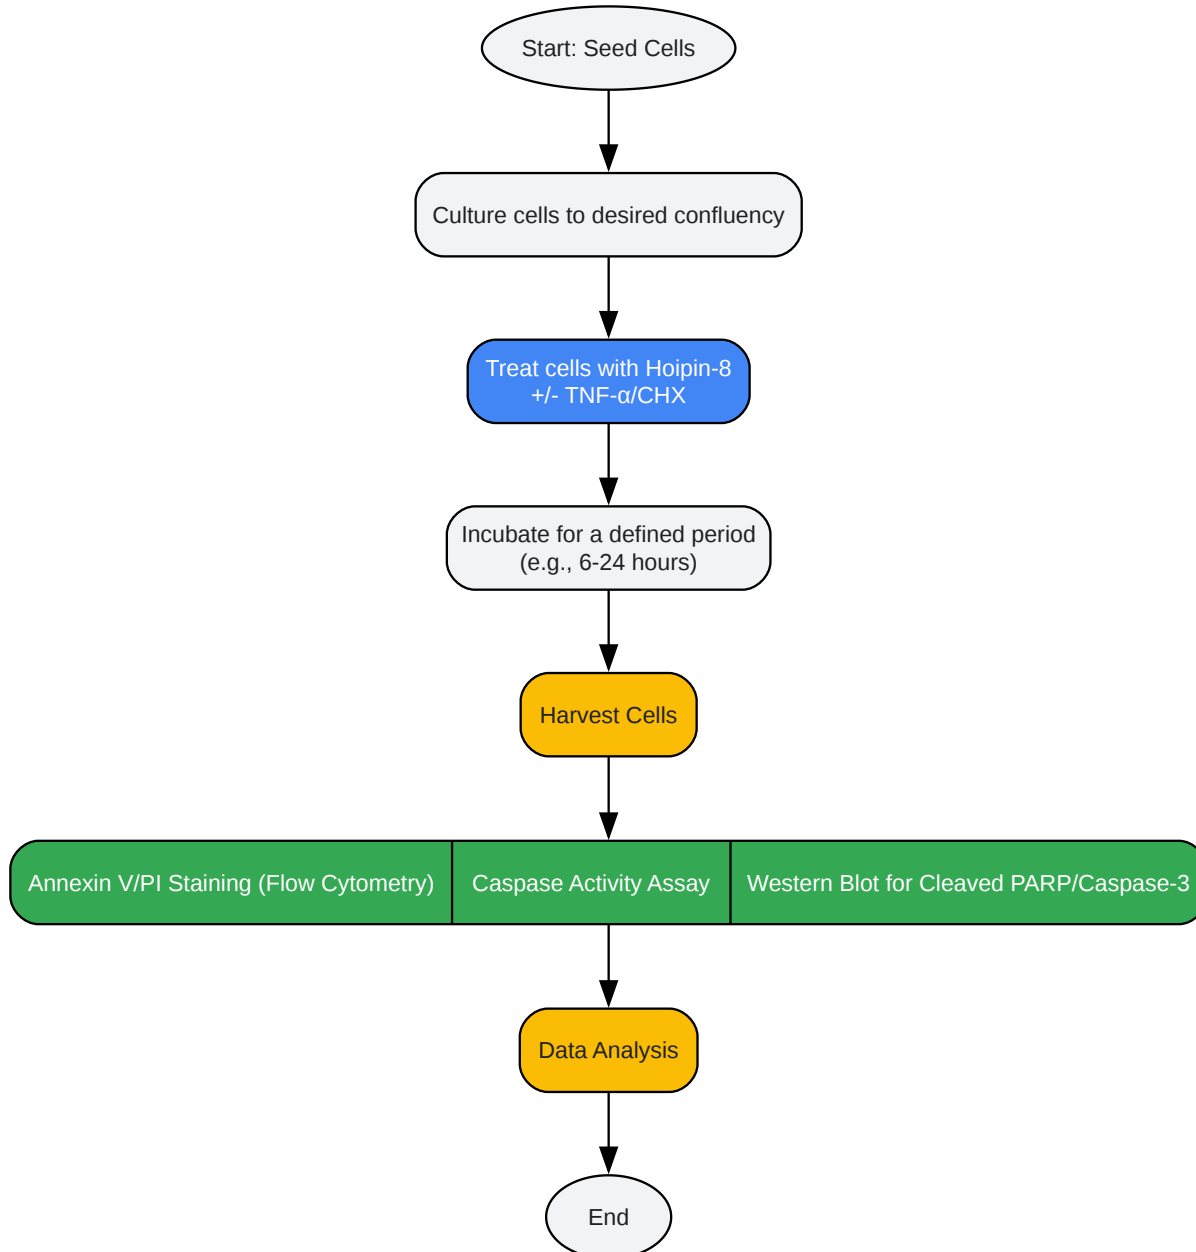 Start: Seed Cells
Culture cells to desired confluency
Treat cells with Hoipin-8
+/- TNF-α/CHX
Incubate for a defined period
(e.g., 6-24 hours)
Harvest Cells
Annexin V/PI Staining (Flow Cytometry)
Caspase Activity Assay
Western Blot for Cleaved PARP/Caspase-3
Data Analysis
End